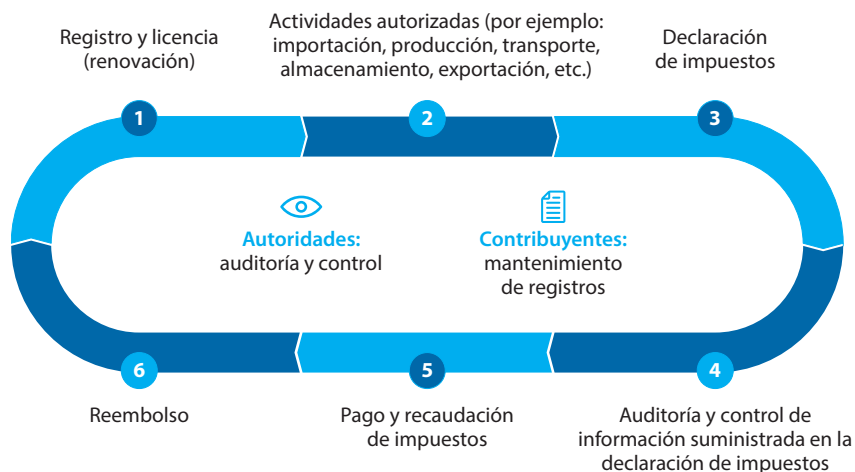 Registro y licencia
(renovación)
Actividades autorizadas (por ejemplo:
importación, producción, transporte,
almacenamiento, exportación, etc.)
Declaración
de impuestos
1
2
3
Autoridades:
auditoría y control
Contribuyentes:
mantenimiento
de registros
6
5
4
Reembolso
Pago y recaudación
de impuestos
Auditoría y control de
información suministrada en la
declaración de impuestos